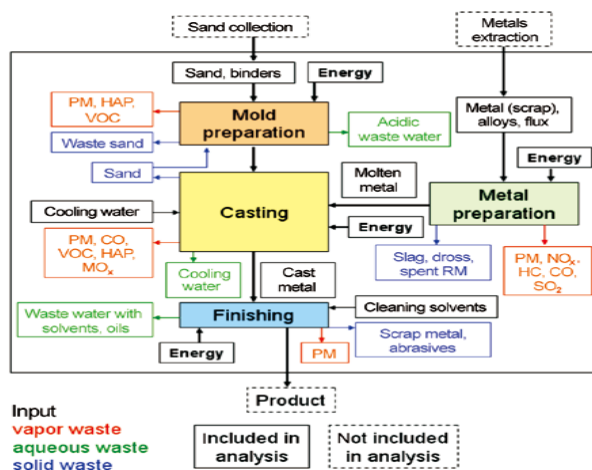 Sand collection
Metals extraction
Sand, binders
Energy
PM, HAP,
VOC
Mold
preparation
Metal (scrap),
alloys, flux
Waste sand
Acidic
waste water
Sand
Molten
metal
Energy
Cooling water
Casting
Metal
preparation
Energy
PM, CO,
VOC, HAP,
MOx
Cooling
water
Cast
metal
Slag, dross,
spent RM
PM, NOx,
HC, CO,
SO2
Waste water with
solvents, oils
Finishing
Cleaning solvents
Energy
PM
Scrap metal,
abrasives
Product
Input
vapor waste
aqueous waste
solid waste
Included in
analysis
Not included
in analysis